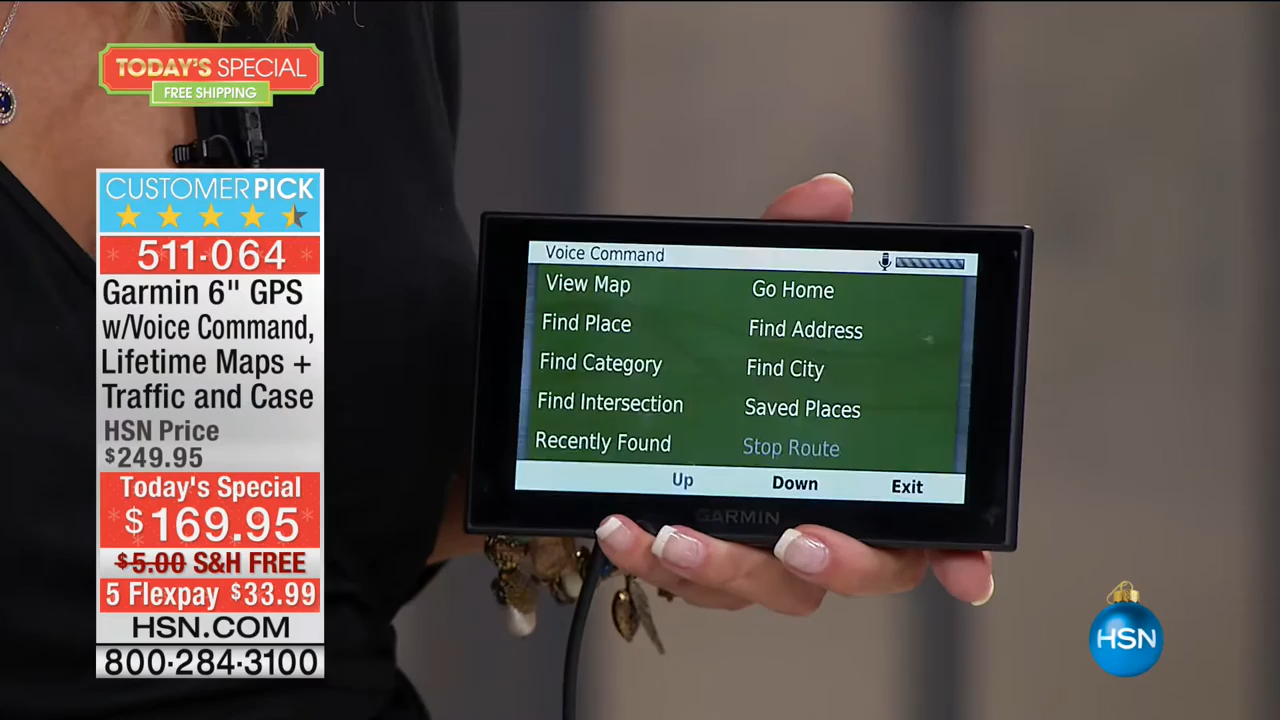 TODAY'S SPECIAL
FREE SHIPPING
CUSTOMER PICK
511·064
Garmin 6" GPS
w/Voice Command,
Lifetime Maps +
Traffic and Case
HSN Price
$249.95
Today's Special
$169.95
$5.00 S&H FREE
5 Flexpay $33.99
HSN.COM
800·284·3100
Voice Command
View Map Go Home
Find Place Find Address
Find Category Find City
Find Intersection Saved Places
Recently Found Stop Route
Up Down Exit
GARMIN
HSN